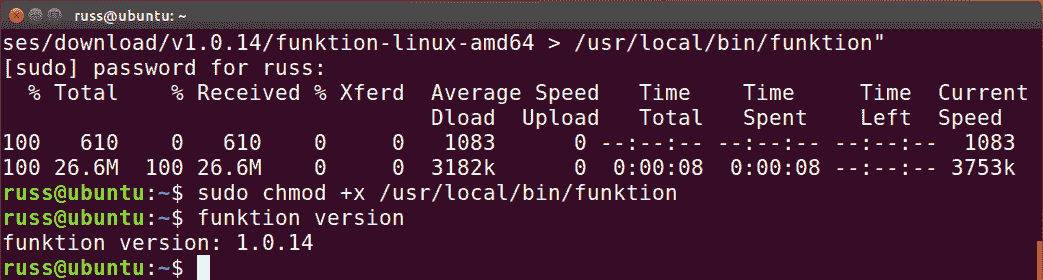 russ@ubuntu: ~
ses/download/v1.0.14/funktion-linux-amd64 > /usr/local/bin/funktion"
[sudo] password for russ:
  % Total    % Received % Xferd  Average Speed   Time    Time     Time  Current
                                 Dload  Upload   Total   Spent    Left  Speed
100   610    0   610    0     0   1083      0 --:--:-- --:--:-- --:--:--  1083
100 26.6M  100 26.6M    0     0  3182k      0  0:00:08  0:00:08 --:--:-- 3753k
russ@ubuntu:~$ sudo chmod +x /usr/local/bin/funktion
russ@ubuntu:~$ funktion version
funktion version: 1.0.14
russ@ubuntu:~$